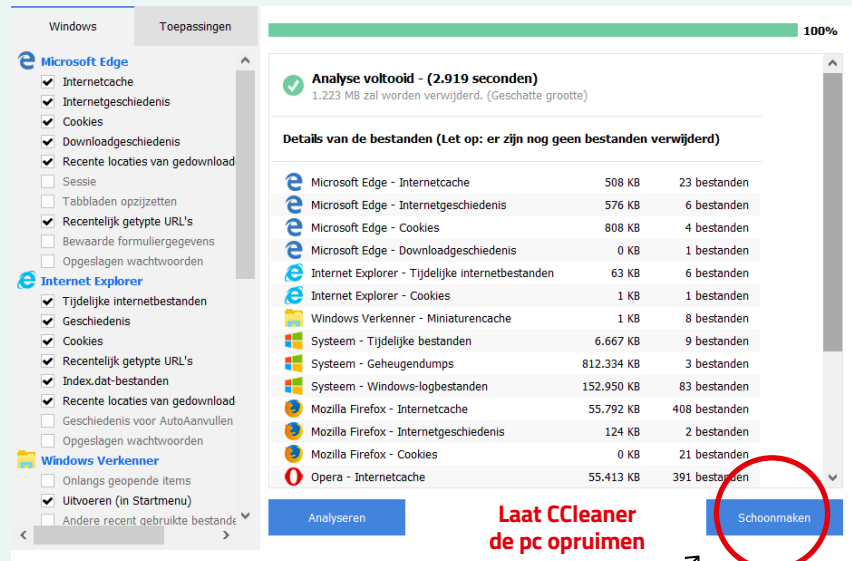 Windows
Toepassingen
Microsoft Edge
Internetcache
Internetgeschiedenis
Cookies
Downloadgeschiedenis
Recente locaties van gedownload
Sessie
Tabbladen opzijzetten
Recentelijk getypte URL's
Bewaarde formuliergegevens
Opgeslagen wachtwoorden
Internet Explorer
Tijdelijke internetbestanden
Geschiedenis
Cookies
Recentelijk getypte URL's
Index.dat-bestanden
Recente locaties van gedownload
Geschiedenis voor AutoAanvullen
Opgeslagen wachtwoorden
Windows Verkenner
Onlangs geopende items
Uitvoeren (in Startmenu)
Andere recent gebruikte bestande
100%
Analyse voltooid - (2.919 seconden)
1.223 MB zal worden verwijderd. (Geschatte grootte)
Details van de bestanden (Let op: er zijn nog geen bestanden verwijderd)
Microsoft Edge - Internetcache 508 KB 23 bestanden
Microsoft Edge - Internetgeschiedenis 576 KB 6 bestanden
Microsoft Edge - Cookies 808 KB 4 bestanden
Microsoft Edge - Downloadgeschiedenis 0 KB 1 bestanden
Internet Explorer - Tijdelijke internetbestanden 63 KB 6 bestanden
Internet Explorer - Cookies 1 KB 1 bestanden
Windows Verkenner - Miniaturencache 1 KB 8 bestanden
Systeem - Tijdelijke bestanden 6.667 KB 9 bestanden
Systeem - Geheugendumps 812.334 KB 3 bestanden
Systeem - Windows-logbestanden 152.950 KB 83 bestanden
Mozilla Firefox - Internetcache 55.792 KB 408 bestanden
Mozilla Firefox - Internetgeschiedenis 124 KB 2 bestanden
Mozilla Firefox - Cookies 0 KB 21 bestanden
Opera - Internetcache 55.413 KB 391 bestanden
Analyseren
Laat CCleaner
de pc opruimen
Schoonmaken